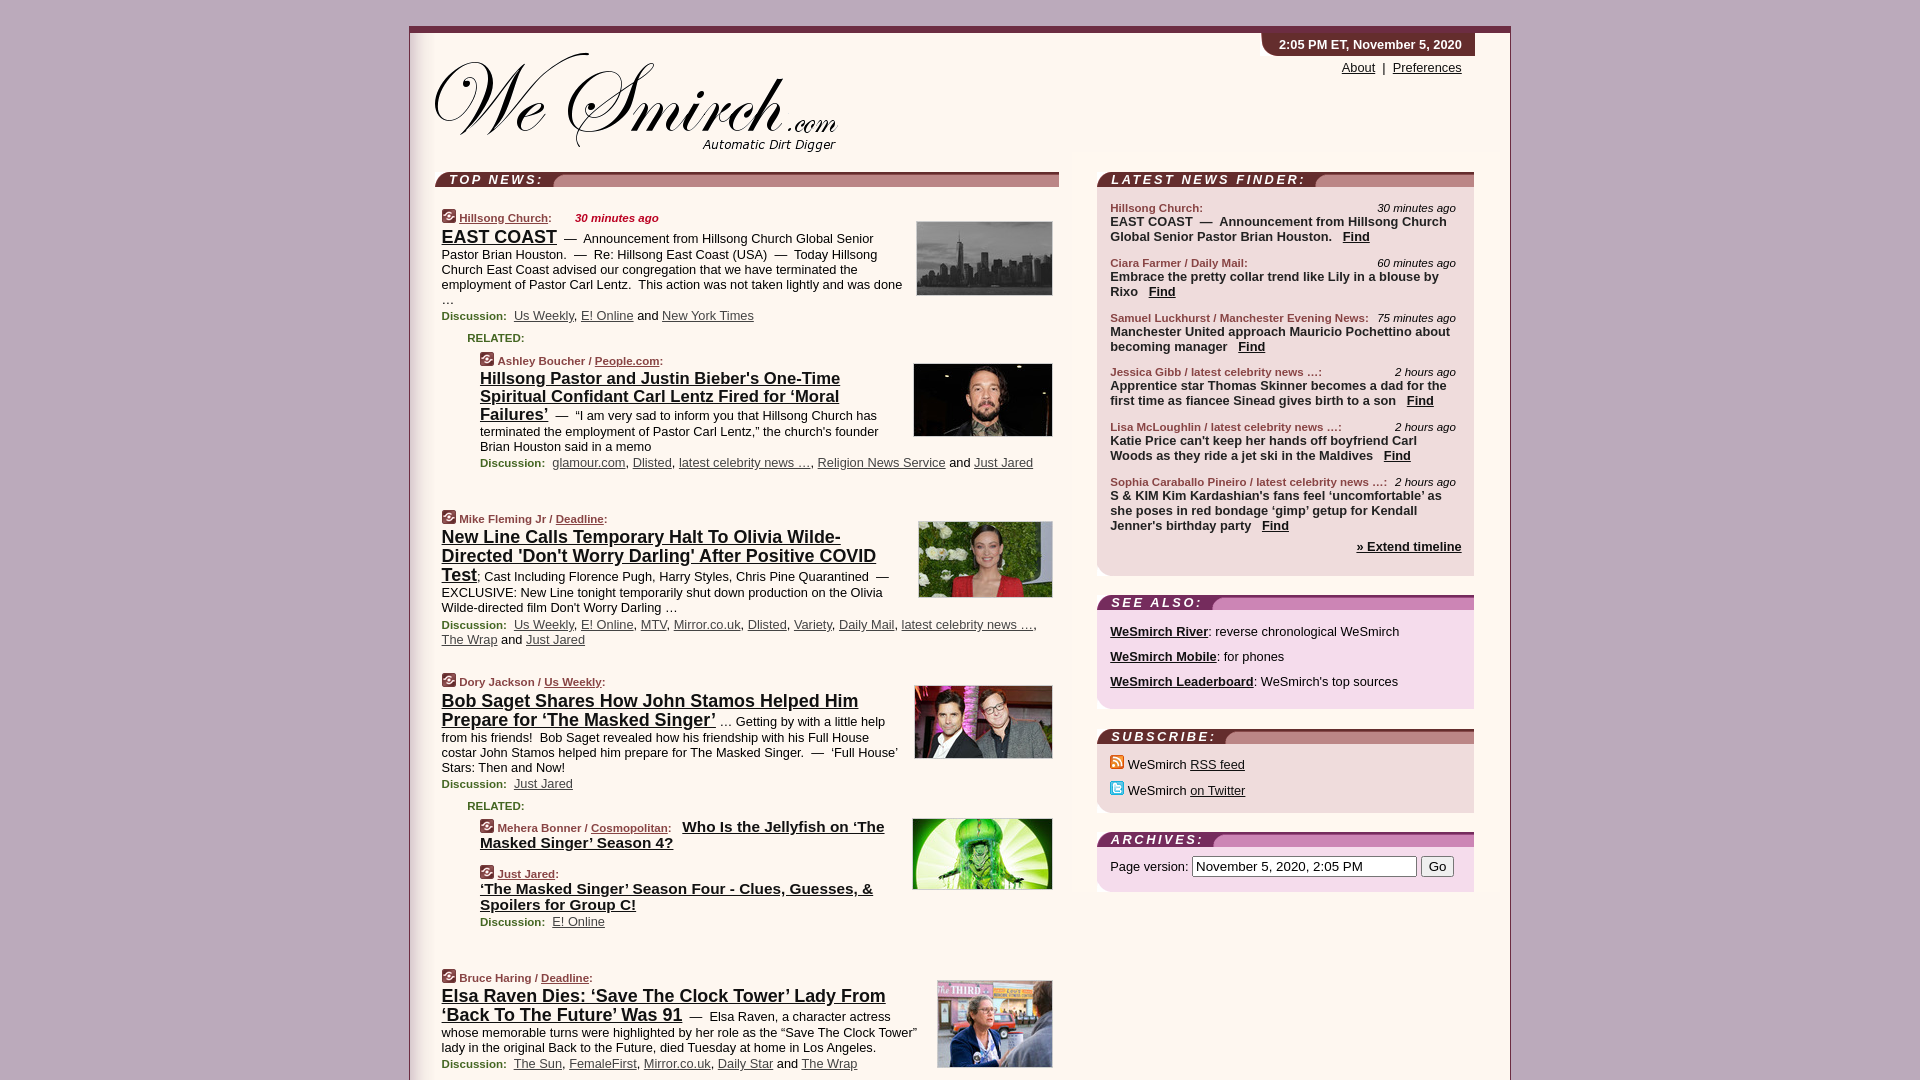 2:05 PM ET, November 5, 2020
About | Preferences
We Smirch.com
Automatic Dirt Digger
TOP NEWS:
Hillsong Church: 30 minutes ago
EAST COAST — Announcement from Hillsong Church Global Senior
Pastor Brian Houston. — Re: Hillsong East Coast (USA) — Today Hillsong
Church East Coast advised our congregation that we have terminated the
employment of Pastor Carl Lentz. This action was not taken lightly and was done
…
Discussion: Us Weekly, E! Online and New York Times
RELATED:
Ashley Boucher / People.com:
Hillsong Pastor and Justin Bieber's One-Time
Spiritual Confidant Carl Lentz Fired for ‘Moral
Failures’ — “I am very sad to inform you that Hillsong Church has
terminated the employment of Pastor Carl Lentz,” the church's founder
Brian Houston said in a memo
Discussion: glamour.com, Dlisted, latest celebrity news …, Religion News Service and Just Jared
Mike Fleming Jr / Deadline:
New Line Calls Temporary Halt To Olivia Wilde-
Directed 'Don't Worry Darling' After Positive COVID
Test; Cast Including Florence Pugh, Harry Styles, Chris Pine Quarantined —
EXCLUSIVE: New Line tonight temporarily shut down production on the Olivia
Wilde-directed film Don't Worry Darling …
Discussion: Us Weekly, E! Online, MTV, Mirror.co.uk, Dlisted, Variety, Daily Mail, latest celebrity news …,
The Wrap and Just Jared
Dory Jackson / Us Weekly:
Bob Saget Shares How John Stamos Helped Him
Prepare for ‘The Masked Singer’ … Getting by with a little help
from his friends! Bob Saget revealed how his friendship with his Full House
costar John Stamos helped him prepare for The Masked Singer. — ‘Full House’
Stars: Then and Now!
Discussion: Just Jared
RELATED:
Mehera Bonner / Cosmopolitan: Who Is the Jellyfish on ‘The
Masked Singer’ Season 4?
Just Jared:
‘The Masked Singer’ Season Four - Clues, Guesses, &
Spoilers for Group C!
Discussion: E! Online
Bruce Haring / Deadline:
Elsa Raven Dies: ‘Save The Clock Tower’ Lady From
‘Back To The Future’ Was 91 — Elsa Raven, a character actress
whose memorable turns were highlighted by her role as the “Save The Clock Tower”
lady in the original Back to the Future, died Tuesday at home in Los Angeles.
Discussion: The Sun, FemaleFirst, Mirror.co.uk, Daily Star and The Wrap
LATEST NEWS FINDER:
Hillsong Church: 30 minutes ago
EAST COAST — Announcement from Hillsong Church
Global Senior Pastor Brian Houston. Find
Ciara Farmer / Daily Mail: 60 minutes ago
Embrace the pretty collar trend like Lily in a blouse by
Rixo Find
Samuel Luckhurst / Manchester Evening News: 75 minutes ago
Manchester United approach Mauricio Pochettino about
becoming manager Find
Jessica Gibb / latest celebrity news …: 2 hours ago
Apprentice star Thomas Skinner becomes a dad for the
first time as fiancee Sinead gives birth to a son Find
Lisa McLoughlin / latest celebrity news …: 2 hours ago
Katie Price can't keep her hands off boyfriend Carl
Woods as they ride a jet ski in the Maldives Find
Sophia Caraballo Pineiro / latest celebrity news …: 2 hours ago
S & KIM Kim Kardashian's fans feel ‘uncomfortable’ as
she poses in red bondage ‘gimp’ getup for Kendall
Jenner's birthday party Find
» Extend timeline
SEE ALSO:
WeSmirch River: reverse chronological WeSmirch
WeSmirch Mobile: for phones
WeSmirch Leaderboard: WeSmirch's top sources
SUBSCRIBE:
WeSmirch RSS feed
WeSmirch on Twitter
ARCHIVES:
Page version: November 5, 2020, 2:05 PM Go